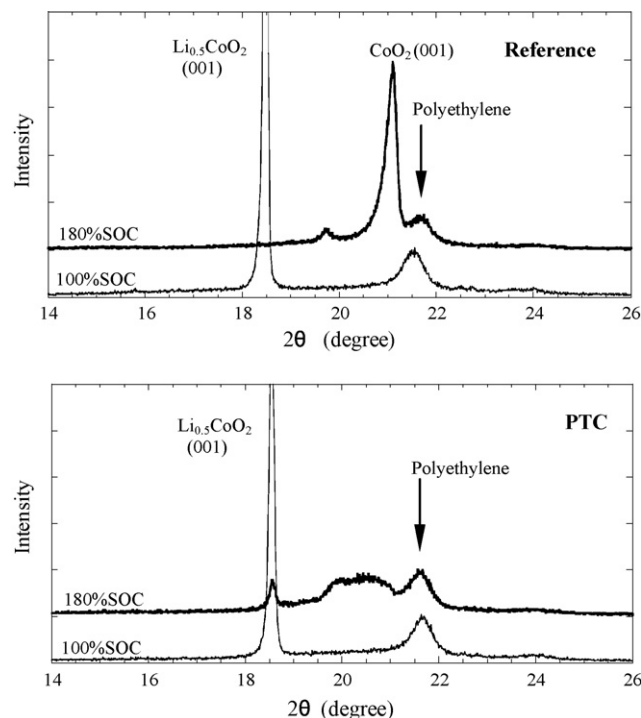 Li0.5CoO2
(001)
CoO2 (001)
Reference
Polyethylene
Intensity
180%SOC
100%SOC
14 16 18 20 22 24 26
2θ (degree)
Li0.5CoO2
(001)
PTC
Polyethylene
Intensity
180%SOC
100%SOC
14 16 18 20 22 24 26
2θ (degree)